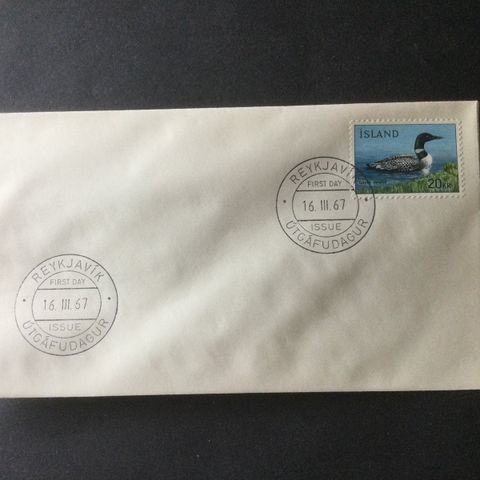 ÍSLAND
20 KR
REYKJAVÍK
FIRST DAY
16. III. 67
ISSUE
ÚTGÁFUDAGUR
REYKJAVÍK
FIRST DAY
16. III. 67
ISSUE
ÚTGÁFUDAGUR